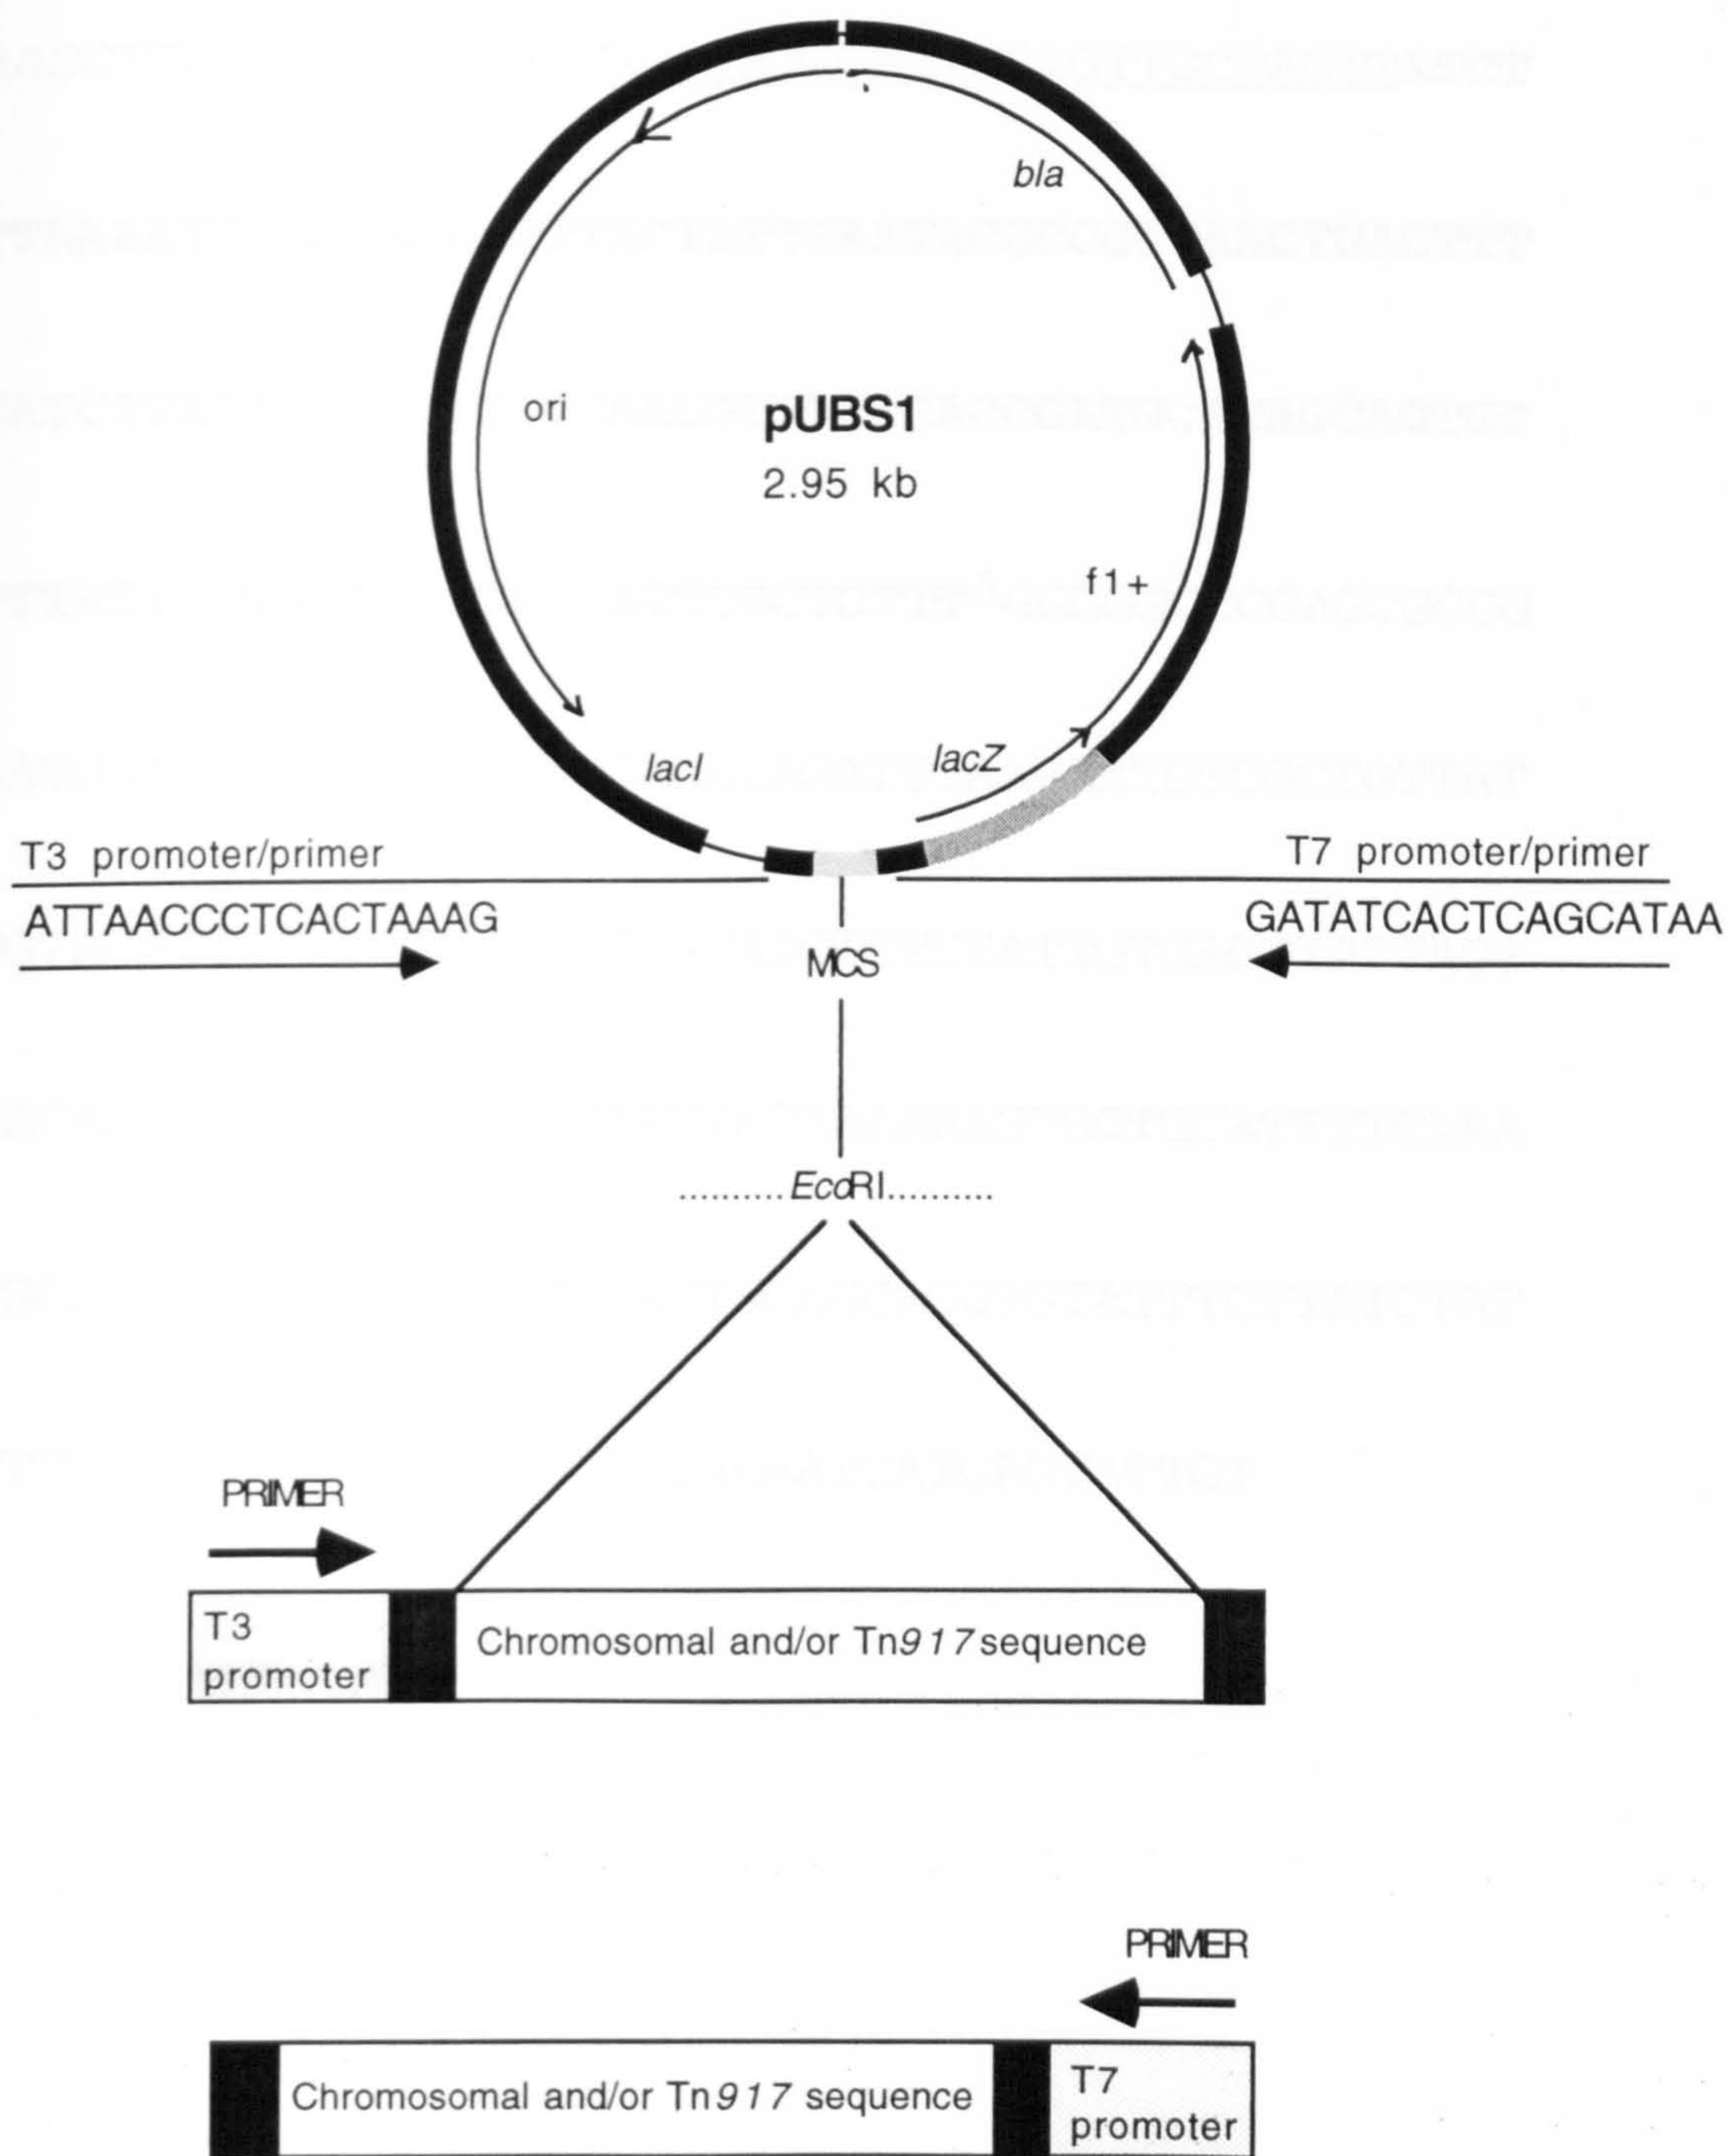 bla
ori
pUBS1
2.95 kb
f1+
lacI
lacZ
T3 promoter/primer
T7 promoter/primer
ATTAACCCTCACTAAAG
GATATCACTCAGCATAA
MCS
..........EcoRI..........
PRIMER
T3
promoter
Chromosomal and/or Tn917 sequence
PRIMER
Chromosomal and/or Tn917 sequence
T7
promoter